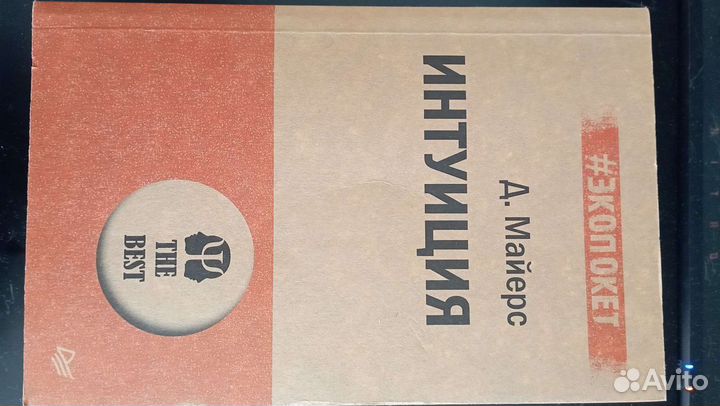 #ЭКОПОКЕТ
Д. Майерс
ИНТУИЦИЯ
THE
BEST
Avito